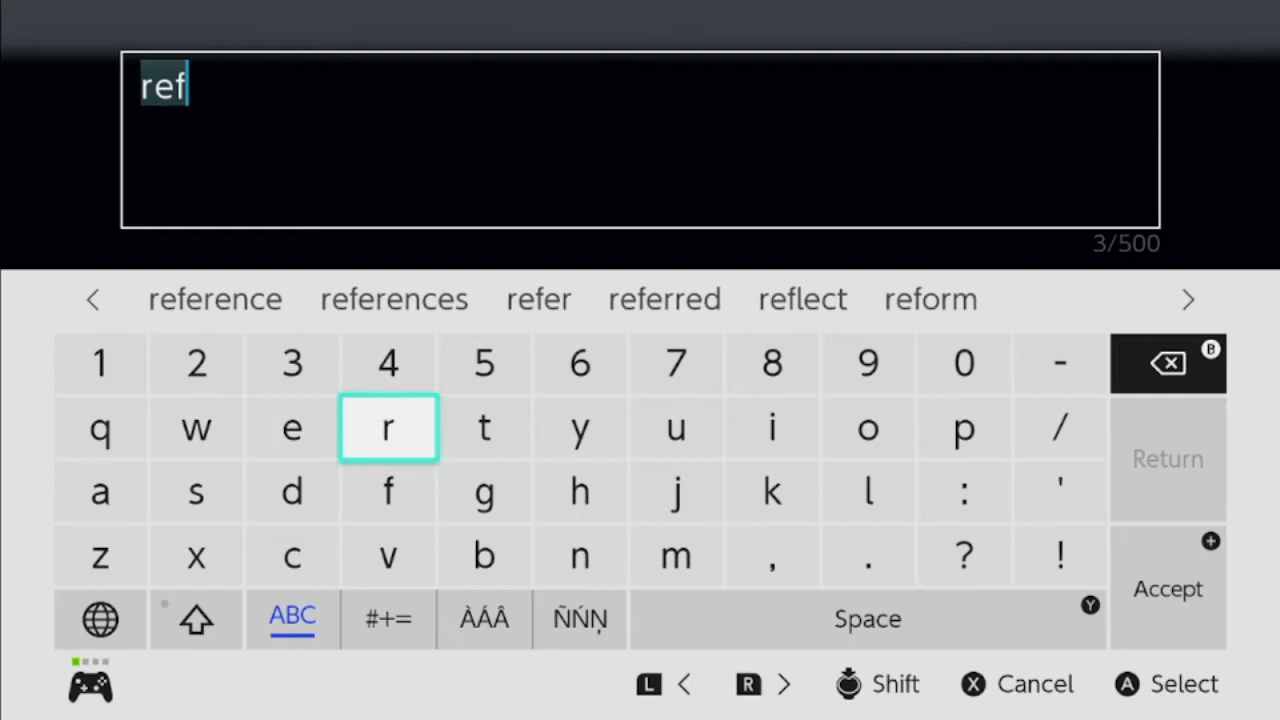 ref
3/500
reference references refer referred reflect reform
1 2 3 4 5 6 7 8 9 0 - B
q w e r t y u i o p / Return
a s d f g h j k l : '
z x c v b n m , . ? ! Accept
ABC #+= ÀÁÂ ÑŃŅ Space Y
L < R > Shift X Cancel A Select